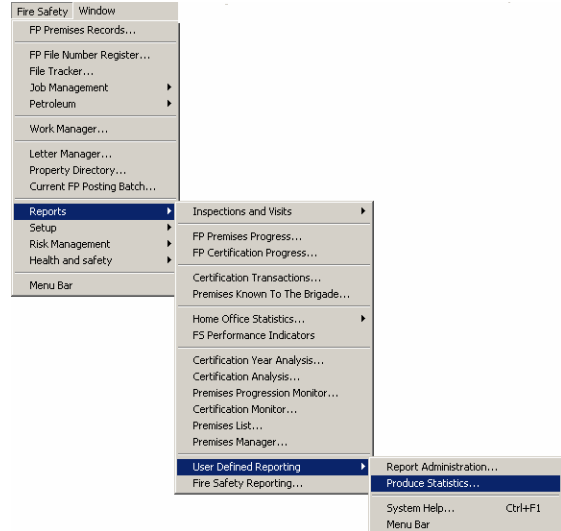 Fire Safety Window
FP Premises Records...
FP File Number Register...
File Tracker...
Job Management
Petroleum
Work Manager...
Letter Manager...
Property Directory...
Current FP Posting Batch...
Reports
Setup
Risk Management
Health and safety
Menu Bar
Inspections and Visits
FP Premises Progress...
FP Certification Progress...
Certification Transactions...
Premises Known To The Brigade...
Home Office Statistics...
FS Performance Indicators
Certification Year Analysis...
Certification Analysis...
Premises Progression Monitor...
Certification Monitor...
Premises List...
Premises Manager...
User Defined Reporting
Fire Safety Reporting...
Report Administration...
Produce Statistics...
System Help... Ctrl+F1
Menu Bar